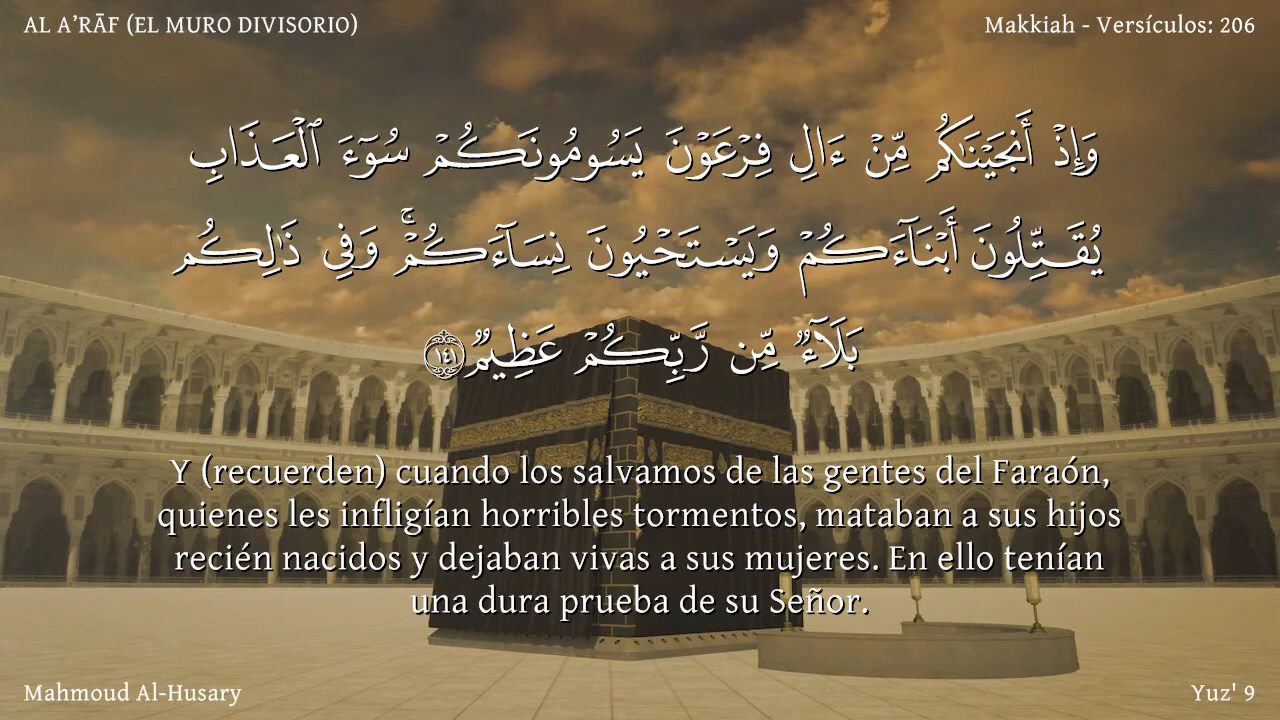 AL A’RĀF (EL MURO DIVISORIO)
Makkiah - Versículos: 206
وَإِذْ أَنجَيْنَـٰكُم مِّنْ ءَالِ فِرْعَوْنَ يَسُومُونَكُمْ سُوٓءَ ٱلْعَذَابِ
يُقَتِّلُونَ أَبْنَآءَكُمْ وَيَسْتَحْيُونَ نِسَآءَكُمْ ۚ وَفِى ذَٰلِكُم
بَلَآءٌ مِّن رَّبِّكُمْ عَظِيمٌ ١٤١
Y (recuerden) cuando los salvamos de las gentes del Faraón,
quienes les infligían horribles tormentos, mataban a sus hijos
recién nacidos y dejaban vivas a sus mujeres. En ello tenían
una dura prueba de su Señor.
Mahmoud Al-Husary
Yuz' 9